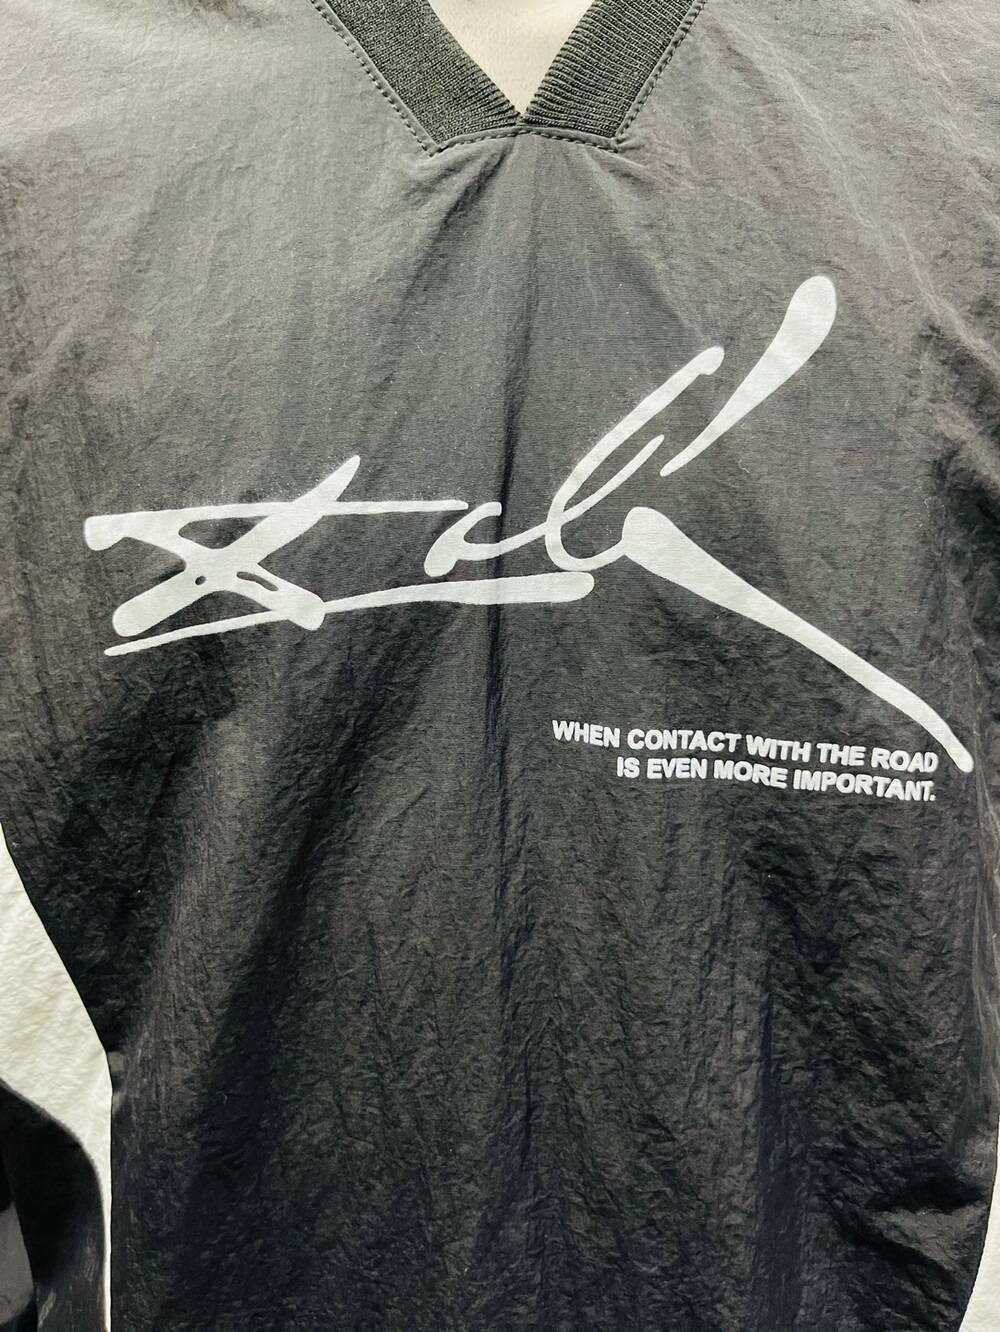 WHEN CONTACT WITH THE ROAD
IS EVEN MORE IMPORTANT.